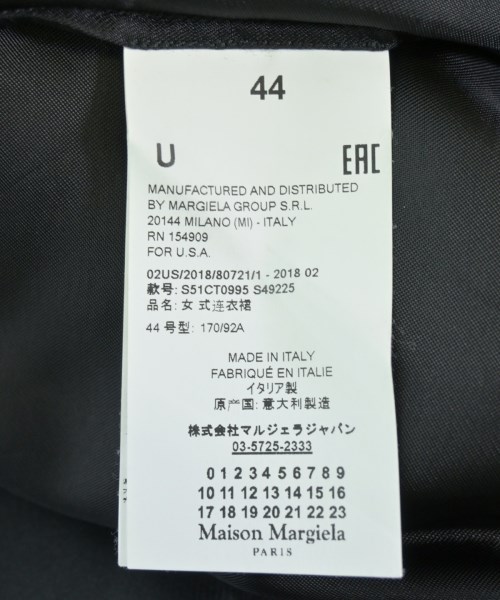 44
U EAC
MANUFACTURED AND DISTRIBUTED
BY MARGIELA GROUP S.R.L.
20144 MILANO (MI) - ITALY
RN 154909
FOR U.S.A.
02US/2018/80721/1 - 2018 02
款号: S51CT0995 S49225
品名: 女 式连衣裙
44 号型: 170/92A
MADE IN ITALY
FABRIQUÉ EN ITALIE
イタリア製
原产国: 意大利製造
株式会社マルジェラジャパン
03-5725-2333
0 1 2 3 4 5 6 7 8 9
10 11 12 13 14 15 16
17 18 19 20 21 22 23
Maison Margiela
PARIS